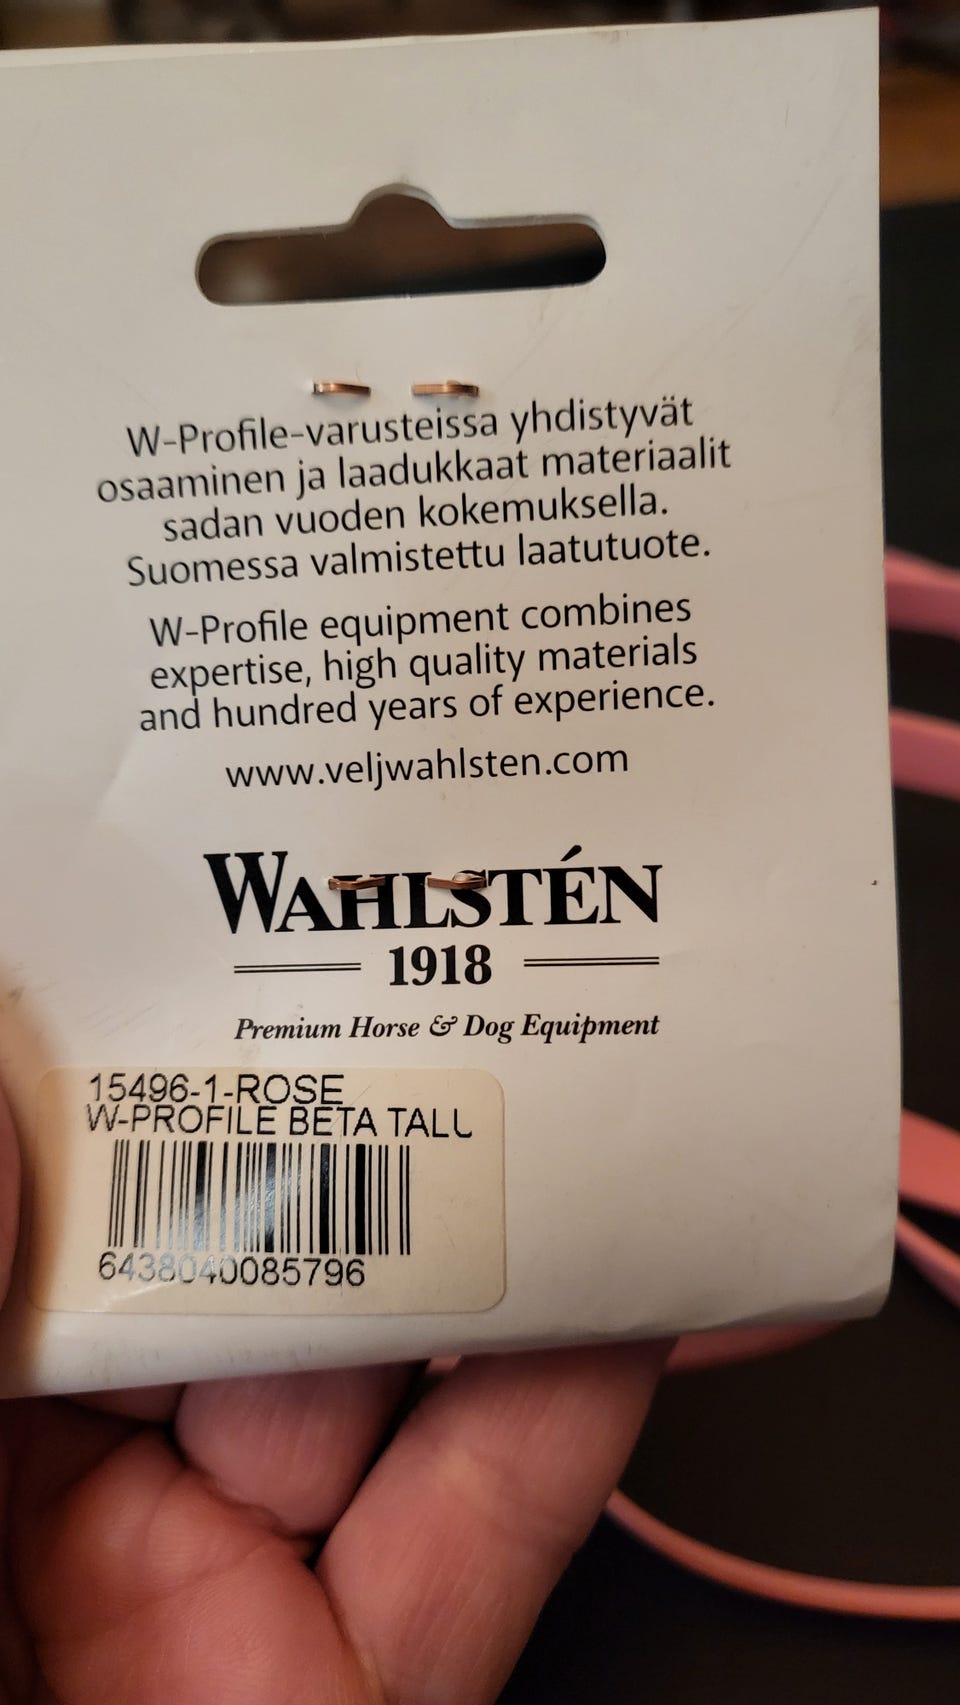 W-Profile-varusteissa yhdistyvät
osaaminen ja laadukkaat materiaalit
sadan vuoden kokemuksella.
Suomessa valmistettu laatutuote.
W-Profile equipment combines
expertise, high quality materials
and hundred years of experience.
www.veljwahlsten.com
WAHLSTÉN
1918
Premium Horse & Dog Equipment
15496-1-ROSE
W-PROFILE BETA TALL
6438040085796